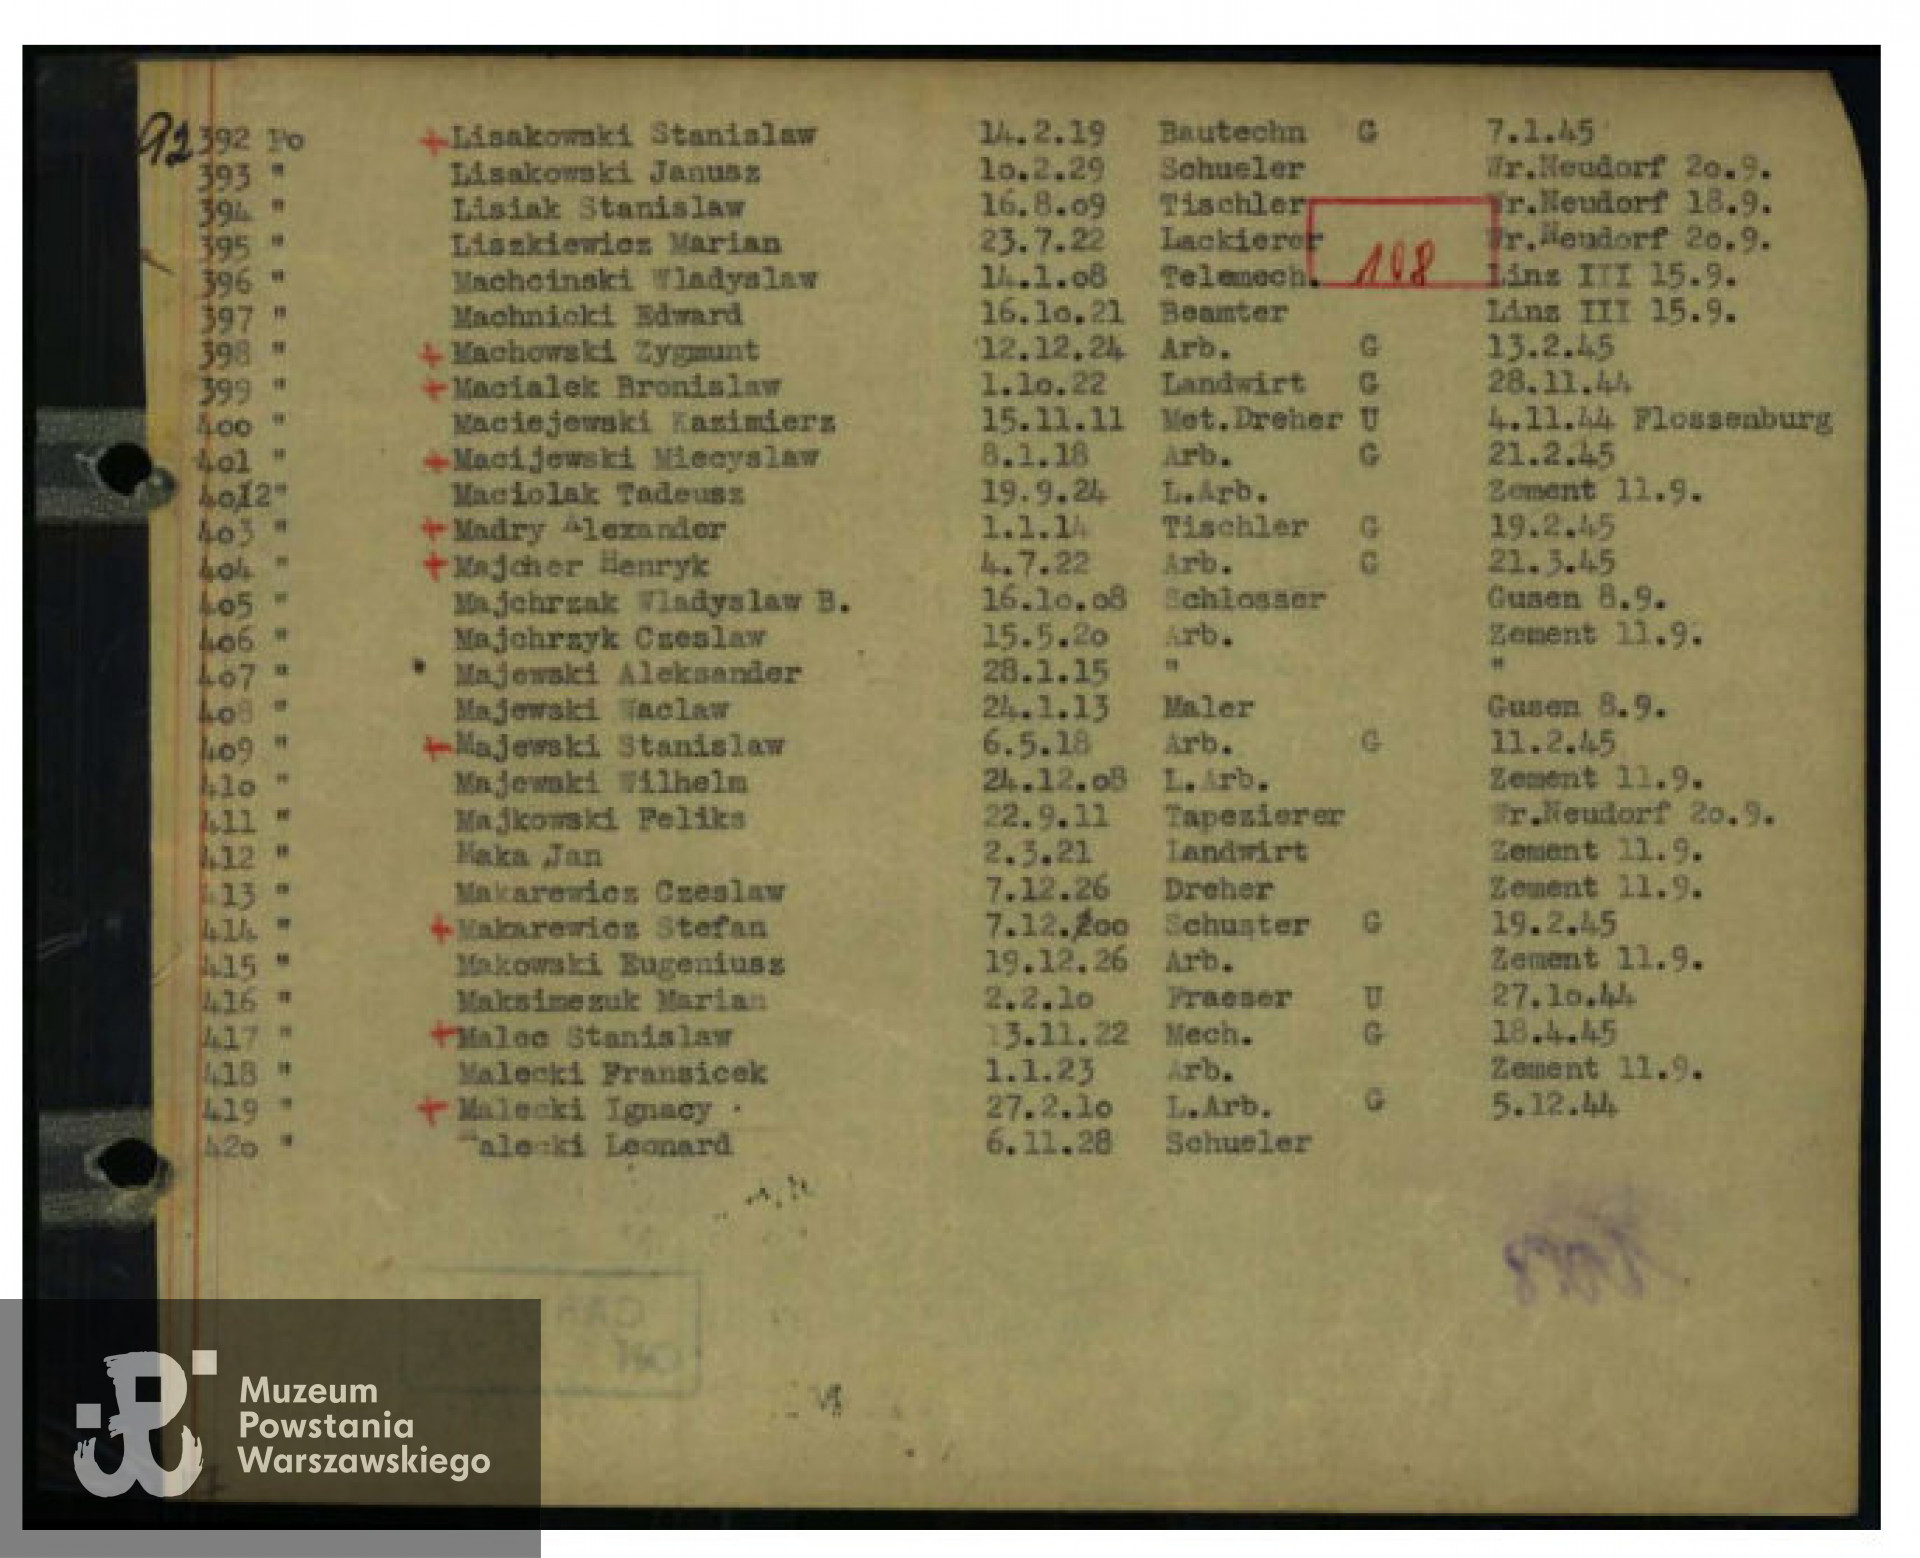 92 392 Po + Lisakowski Stanislaw 14.2.19 Bautechn G 7.1.45
393 " Lisakowski Janusz 1o.2.29 Schueler Wr.Neudorf 2o.9.
394 " Lisiak Stanislaw 16.8.o9 Tischler Wr.Neudorf 18.9.
395 " Liszkiewicz Marian 23.7.22 Lackierer Wr.Neudorf 2o.9.
108
396 " Machcinski Wladyslaw 14.1.o8 Telemech. Linz III 15.9.
397 " Machnicki Edward 16.1o.21 Beamter Linz III 15.9.
398 " + Machowski Zygmunt 12.12.24 Arb. G 13.2.45
399 " + Macialek Bronislaw 1.1o.22 Landwirt G 28.11.44
4oo " Maciejewski Kazimierz 15.11.11 Met.Dreher U 4.11.44 Flossenburg
4o1 " + Macijewski Miecyslaw 8.1.18 Arb. G 21.2.45
4o12 " Maciolak Tadeusz 19.9.24 L.Arb. Zement 11.9.
4o3 " + Madry Alexander 1.1.14 Tischler G 19.2.45
4o4 " + Majcher Henryk 4.7.22 Arb. G 21.3.45
4o5 " Majchrzak Wladyslaw B. 16.1o.o8 Schlosser Gusen 8.9.
4o6 " Majchrzyk Czeslaw 15.5.2o Arb. Zement 11.9.
4o7 " Majewski Aleksander 28.1.15 " "
4o8 " Majewski Waclaw 24.1.13 Maler Gusen 8.9.
4o9 " + Majewski Stanislaw 6.5.18 Arb. G 11.2.45
41o " Majewski Wilhelm 24.12.o8 L.Arb. Zement 11.9.
411 " Majkowski Feliks 22.9.11 Tapezierer Wr.Neudorf 2o.9.
412 " Maka Jan 2.3.21 Landwirt Zement 11.9.
413 " Makarewicz Czeslaw 7.12.26 Dreher Zement 11.9.
414 " + Makarewicz Stefan 7.12.2oo Schuster G 19.2.45
415 " Makowski Eugeniusz 19.12.26 Arb. Zement 11.9.
416 " Maksimezuk Marian 2.2.1o Fraeser U 27.1o.44
417 " + Malec Stanislaw 13.11.22 Mech. G 18.4.45
418 " Malecki Fransicek 1.1.23 Arb. Zement 11.9.
419 " + Malecki Ignacy 27.2.1o L.Arb. G 5.12.44
42o " Malecki Leonard 6.11.28 Schueler
Muzeum
Powstania
Warszawskiego